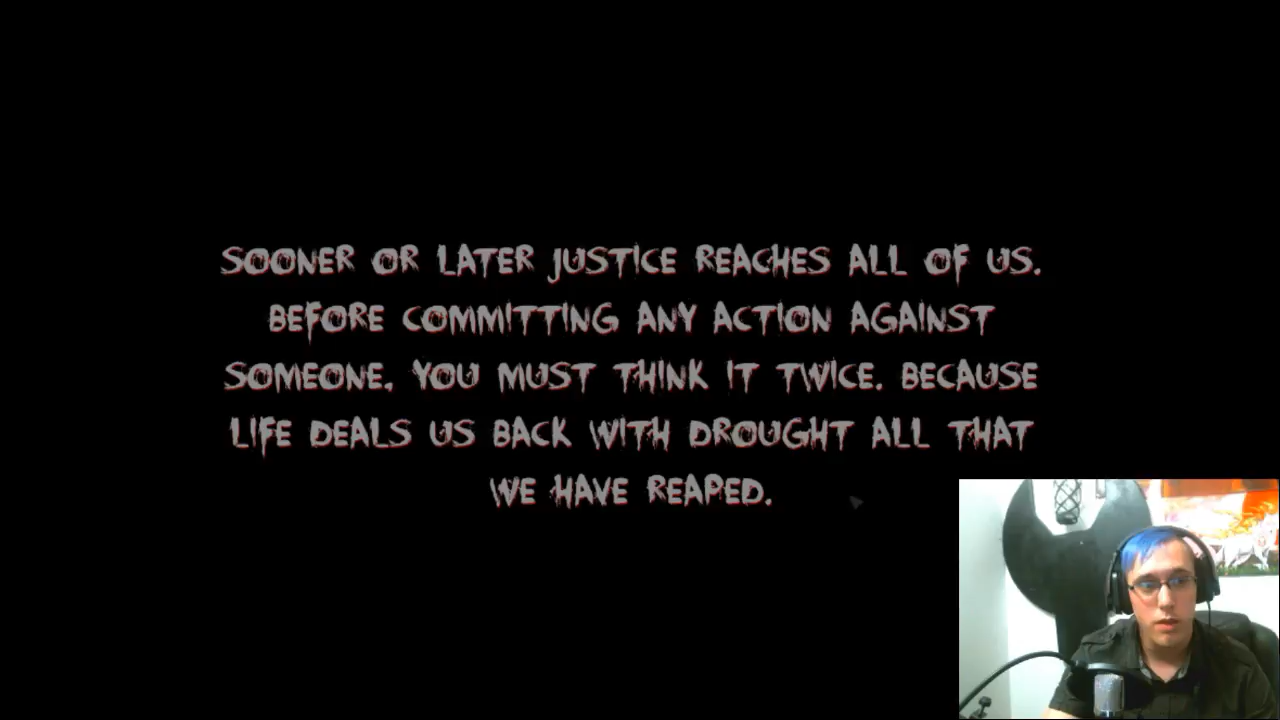 SOONER OR LATER JUSTICE REACHES ALL OF US.
BEFORE COMMITTING ANY ACTION AGAINST
SOMEONE, YOU MUST THINK IT TWICE. BECAUSE
LIFE DEALS US BACK WITH DROUGHT ALL THAT
WE HAVE REAPED.